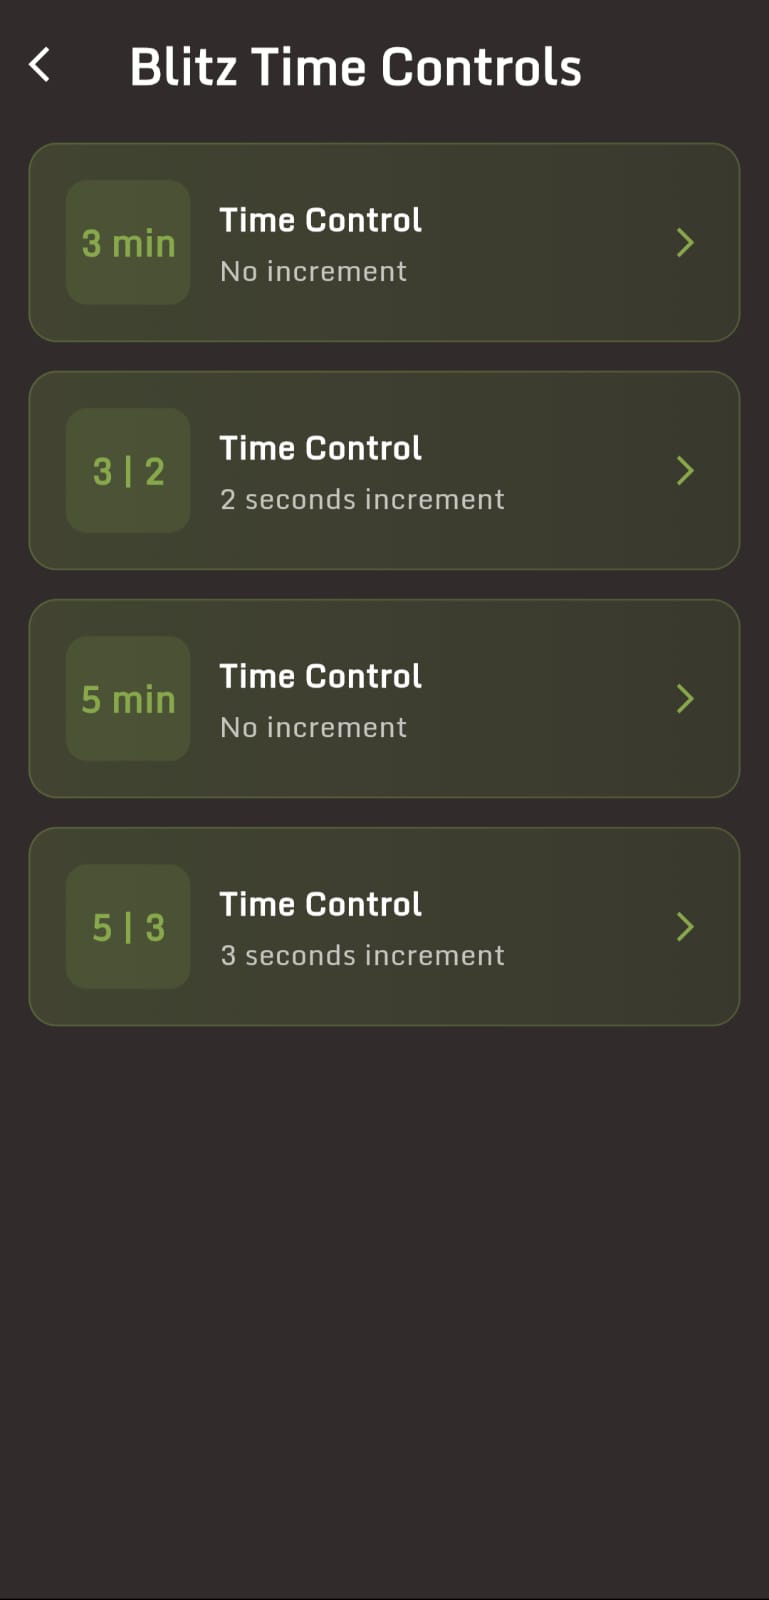 Blitz Time Controls
3 min
Time Control
No increment
3 | 2
Time Control
2 seconds increment
5 min
Time Control
No increment
5 | 3
Time Control
3 seconds increment